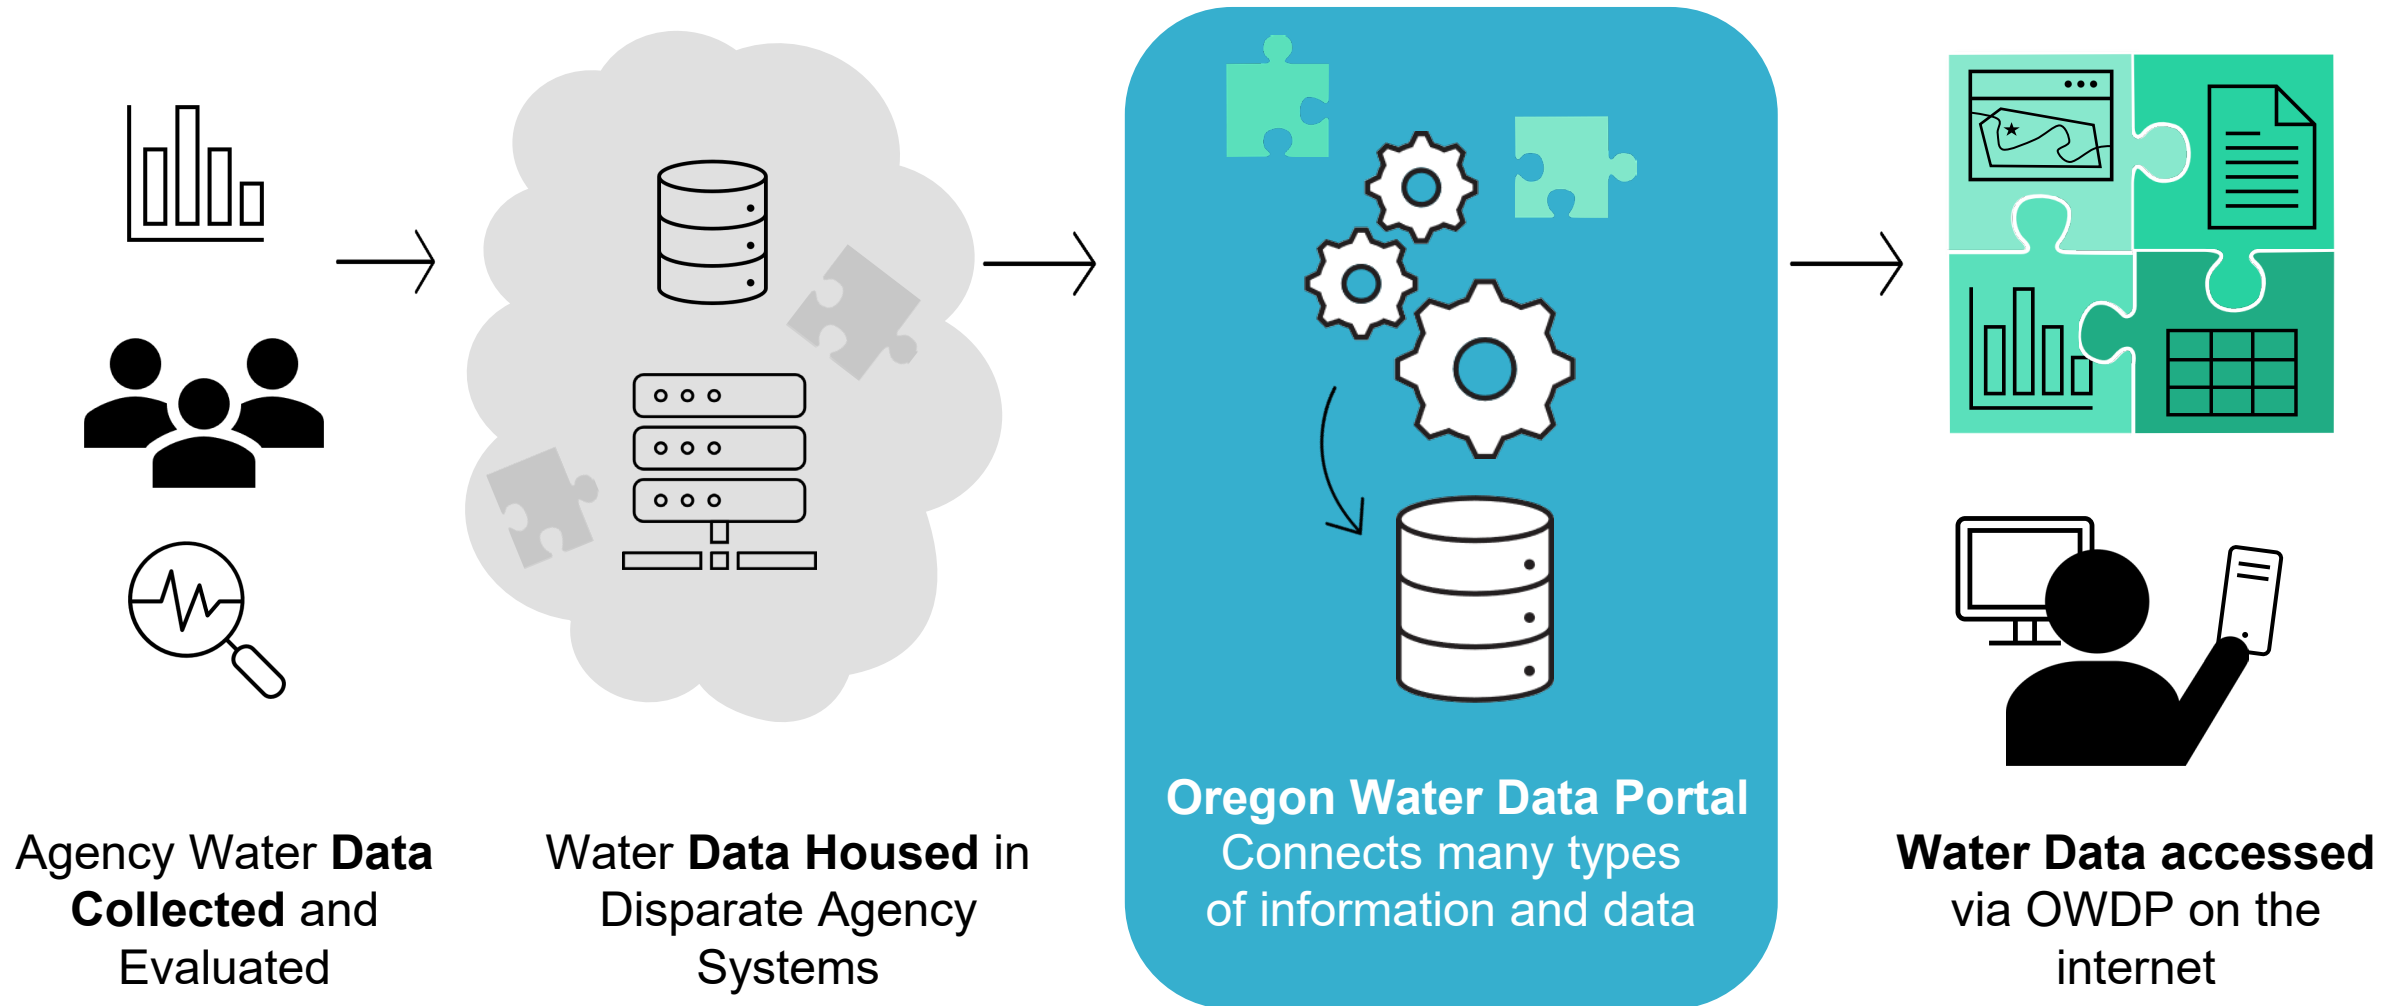 Agency Water Data
Collected and
Evaluated
Water Data Housed in
Disparate Agency
Systems
Oregon Water Data Portal
Connects many types
of information and data
Water Data accessed
via OWDP on the
internet